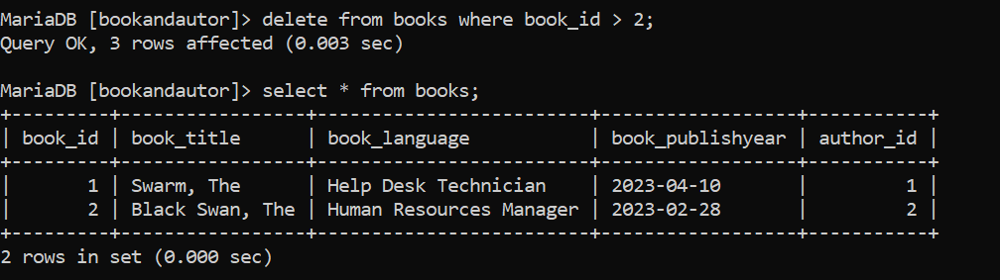 MariaDB [bookandautor]> delete from books where book_id > 2;
Query OK, 3 rows affected (0.003 sec)
MariaDB [bookandautor]> select * from books;
+---------+-----------------+-------------------------+------------------+-----------+
| book_id | book_title      | book_language           | book_publishyear | author_id |
+---------+-----------------+-------------------------+------------------+-----------+
|       1 | Swarm, The      | Help Desk Technician    | 2023-04-10       |         1 |
|       2 | Black Swan, The | Human Resources Manager | 2023-02-28       |         2 |
+---------+-----------------+-------------------------+------------------+-----------+
2 rows in set (0.000 sec)